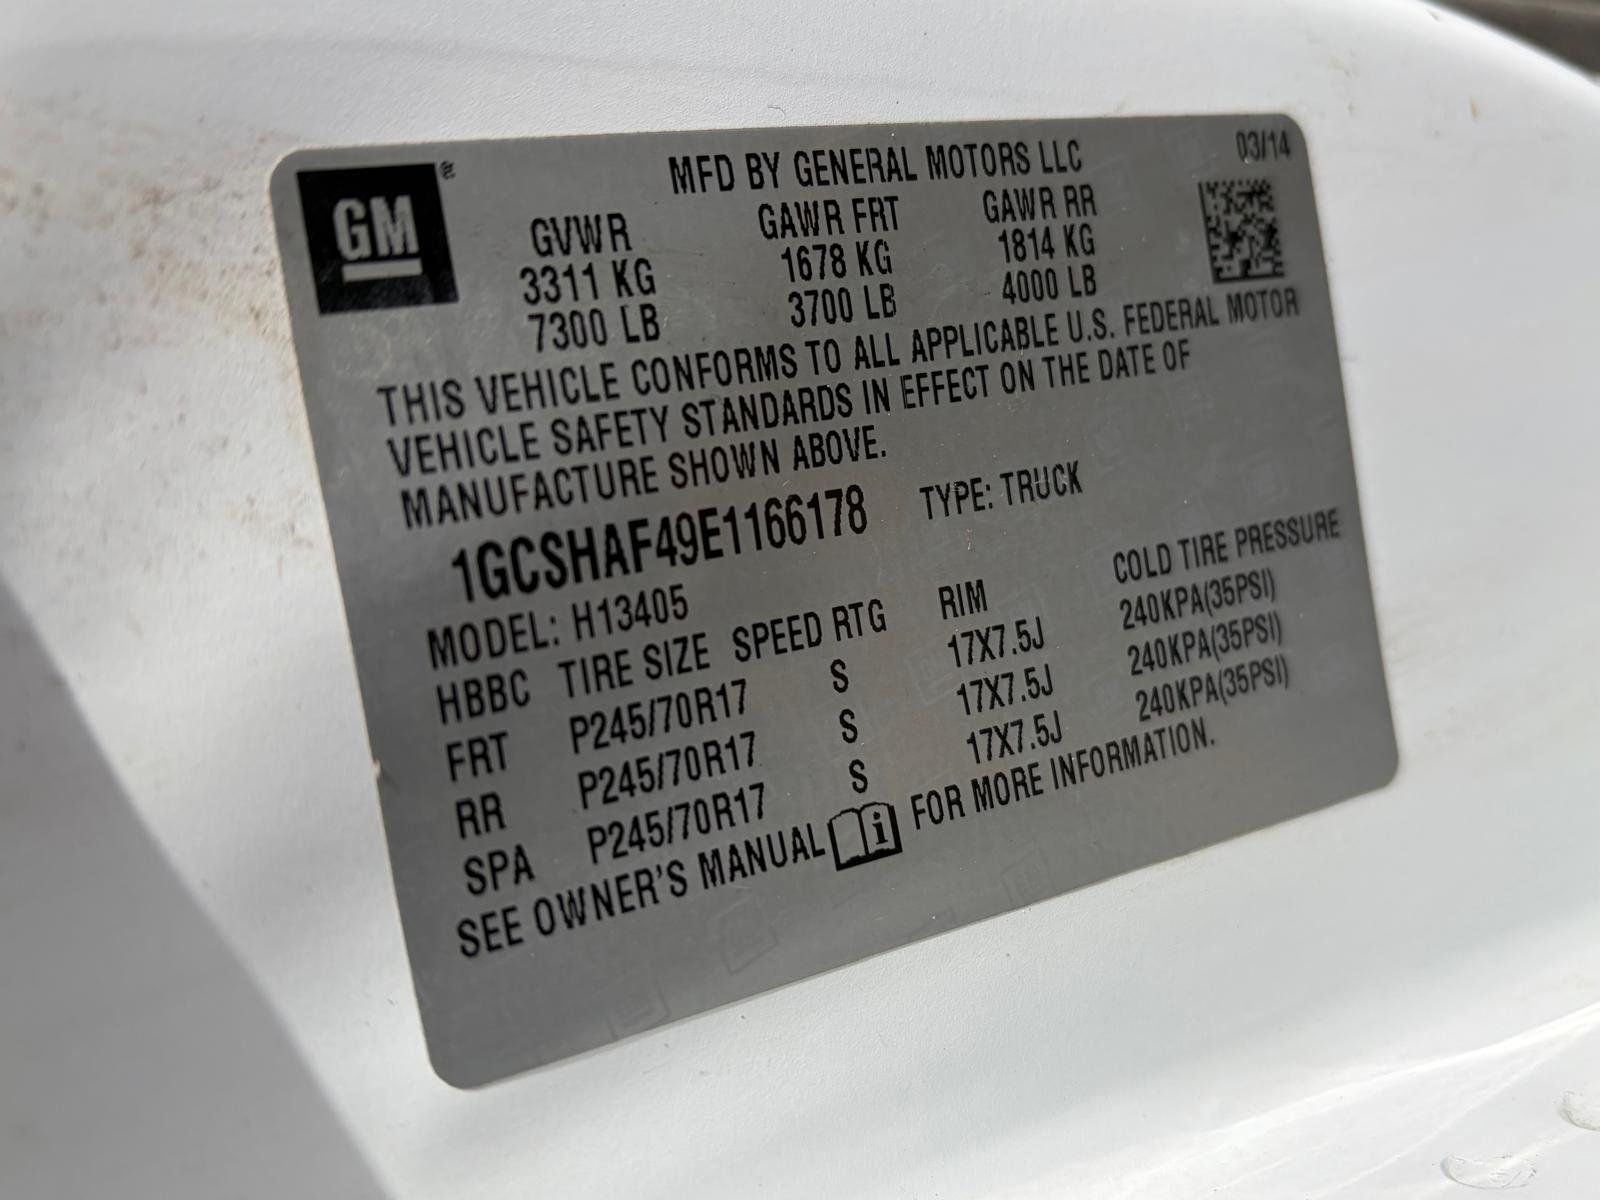 GM®
MFD BY GENERAL MOTORS LLC 03/14
GVWR GAWR FRT GAWR RR
3311 KG 1678 KG 1814 KG
7300 LB 3700 LB 4000 LB
THIS VEHICLE CONFORMS TO ALL APPLICABLE U.S. FEDERAL MOTOR
VEHICLE SAFETY STANDARDS IN EFFECT ON THE DATE OF
MANUFACTURE SHOWN ABOVE.
1GCSHAF49E1166178 TYPE: TRUCK
MODEL: H13405
HBBC TIRE SIZE SPEED RTG RIM COLD TIRE PRESSURE
FRT P245/70R17 S 17X7.5J 240KPA(35PSI)
RR P245/70R17 S 17X7.5J 240KPA(35PSI)
SPA P245/70R17 S 17X7.5J 240KPA(35PSI)
SEE OWNER'S MANUAL i FOR MORE INFORMATION.